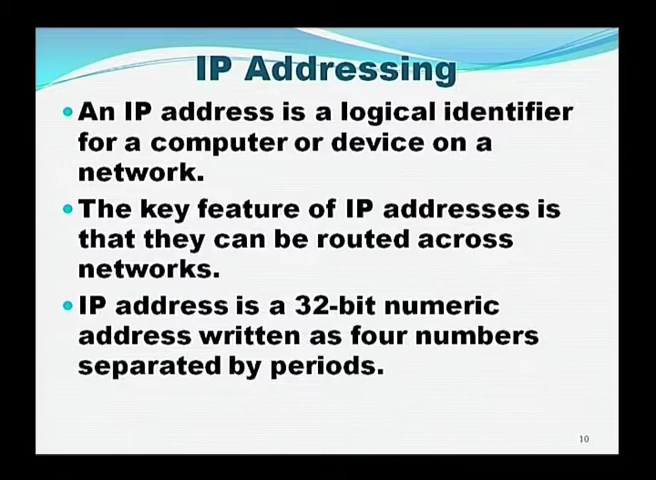 IP Addressing
An IP address is a logical identifier
for a computer or device on a
network.
The key feature of IP addresses is
that they can be routed across
networks.
IP address is a 32-bit numeric
address written as four numbers
separated by periods.
10